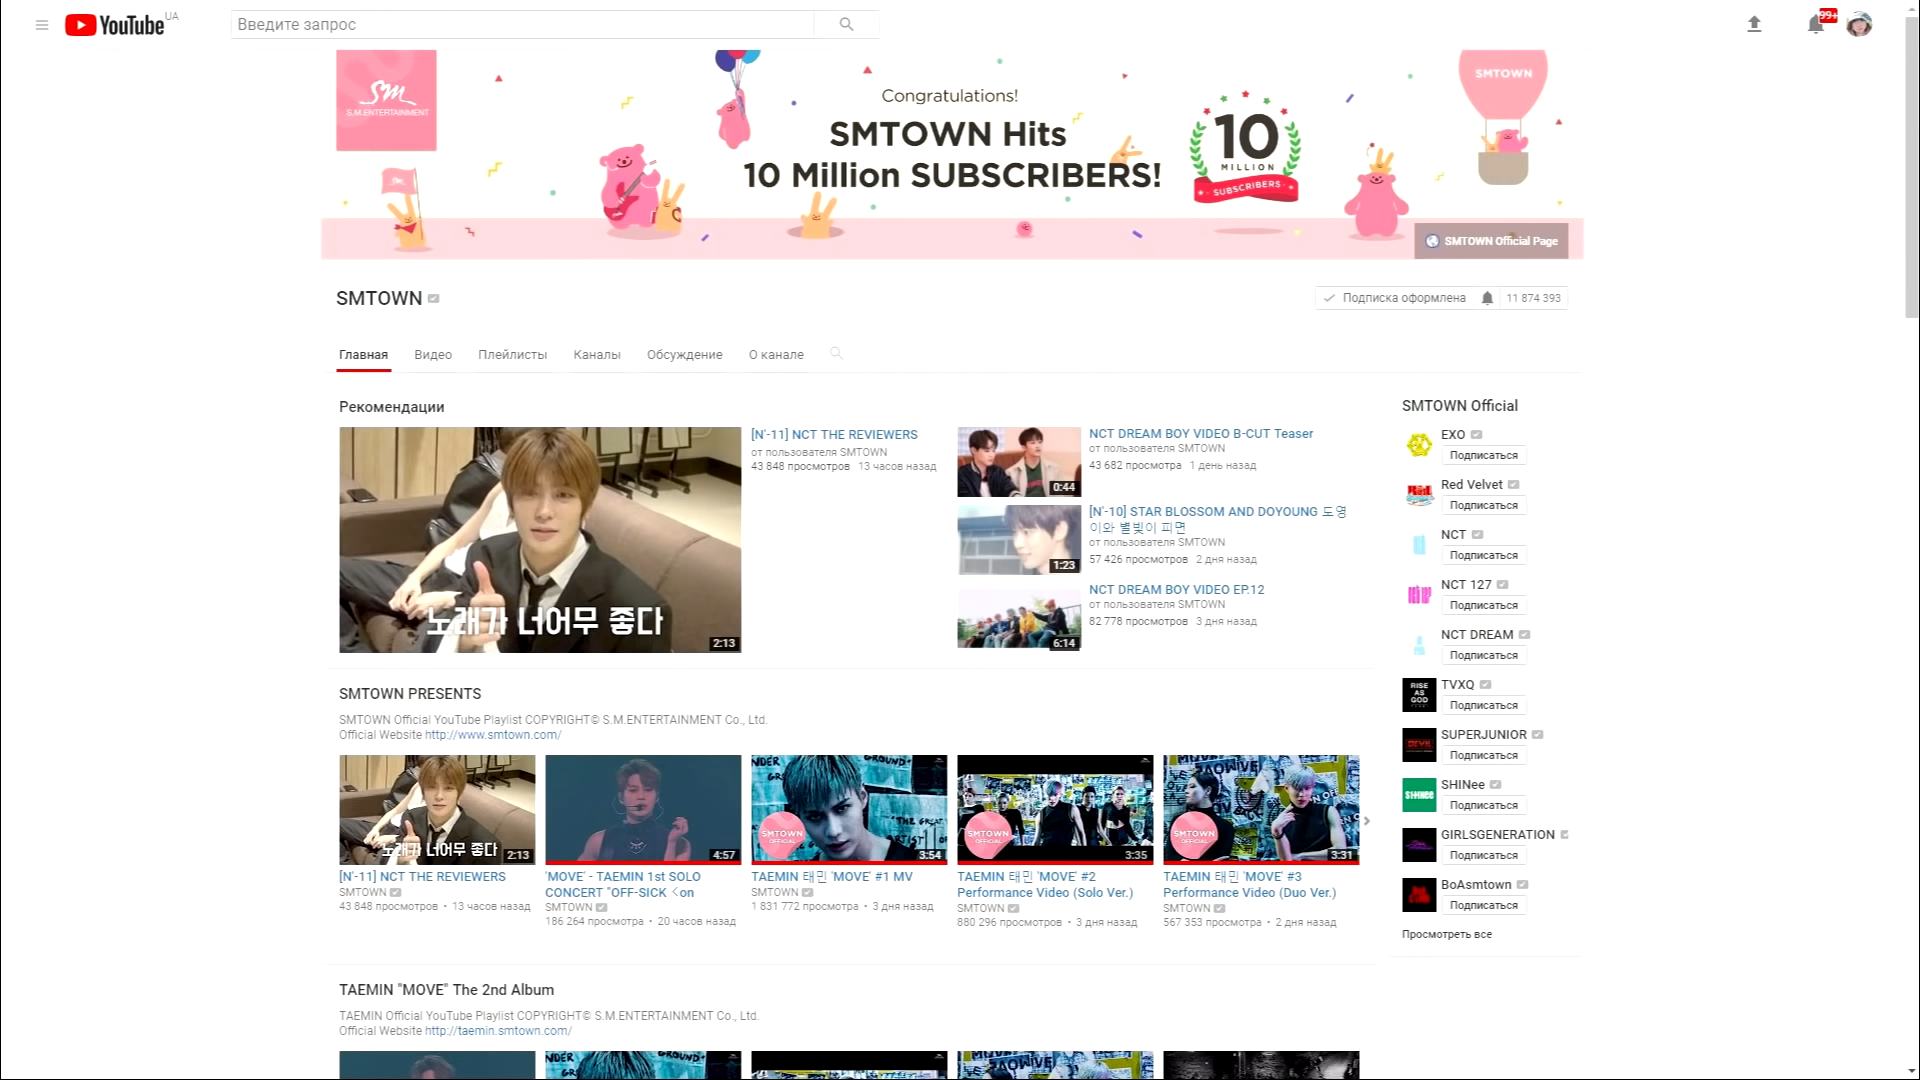 YouTube UA
Введите запрос
99+
SM
S.M.ENTERTAINMENT
Congratulations!
SMTOWN Hits
10 Million SUBSCRIBERS!
10
MILLION
SUBSCRIBERS
SMTOWN
SMTOWN Official Page
SMTOWN
Подписка оформлена 11 874 393
Главная Видео Плейлисты Каналы Обсуждение О канале
Рекомендации
노래가 너어무 좋다
2:13
[N'-11] NCT THE REVIEWERS
от пользователя SMTOWN
43 848 просмотров 13 часов назад
0:44
NCT DREAM BOY VIDEO B-CUT Teaser
от пользователя SMTOWN
43 682 просмотра 1 день назад
1:23
[N'-10] STAR BLOSSOM AND DOYOUNG 도영
이와 별빛이 피면
от пользователя SMTOWN
57 426 просмотров 2 дня назад
6:14
NCT DREAM BOY VIDEO EP.12
от пользователя SMTOWN
82 778 просмотров 3 дня назад
SMTOWN PRESENTS
SMTOWN Official YouTube Playlist COPYRIGHT© S.M.ENTERTAINMENT Co., Ltd.
Official Website http://www.smtown.com/
노래가 너어무 좋다
2:13
[N'-11] NCT THE REVIEWERS
SMTOWN
43 848 просмотров • 13 часов назад
4:57
'MOVE' - TAEMIN 1st SOLO
CONCERT "OFF-SICK <on
SMTOWN
186 264 просмотра • 20 часов назад
SMTOWN
OFFICIAL
3:54
TAEMIN 태민 'MOVE' #1 MV
SMTOWN
1 831 772 просмотра • 3 дня назад
SMTOWN
OFFICIAL
3:35
TAEMIN 태민 'MOVE' #2
Performance Video (Solo Ver.)
SMTOWN
880 296 просмотров • 3 дня назад
SMTOWN
OFFICIAL
3:31
TAEMIN 태민 'MOVE' #3
Performance Video (Duo Ver.)
SMTOWN
567 353 просмотра • 2 дня назад
TAEMIN "MOVE" The 2nd Album
TAEMIN Official YouTube Playlist COPYRIGHT© S.M.ENTERTAINMENT Co., Ltd.
Official Website http://taemin.smtown.com/
SMTOWN Official
EXO
Подписаться
Red Velvet
Подписаться
NCT
Подписаться
NCT 127
Подписаться
NCT DREAM
Подписаться
RISE
AS
GOD
TVXQ
Подписаться
SUPERJUNIOR
Подписаться
SHINee
SHINee
Подписаться
GIRLSGENERATION
Подписаться
BoAsmtown
Подписаться
Просмотреть все